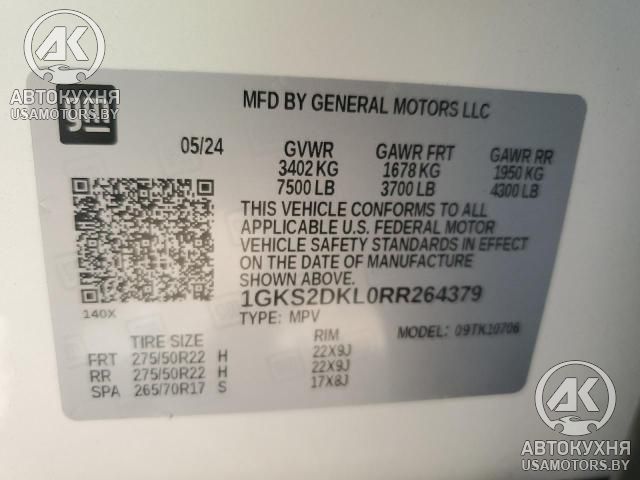 AK
АВТОКУХНЯ
USAMOTORS.BY
gm
MFD BY GENERAL MOTORS LLC
05/24 GVWR GAWR FRT GAWR RR
3402 KG 1678 KG 1950 KG
7500 LB 3700 LB 4300 LB
THIS VEHICLE CONFORMS TO ALL
APPLICABLE U.S. FEDERAL MOTOR
VEHICLE SAFETY STANDARDS IN EFFECT
ON THE DATE OF MANUFACTURE.
1GKS2DKL0RR264379
140X
TYPE: MPV MODEL: 09TK10706
TIRE SIZE RIM
FRT 275/50R22 H 22X9J
RR 275/50R22 H 22X9J
SPA 265/70R17 S 17X8J
AK
АВТОКУХНЯ
USAMOTORS.BY